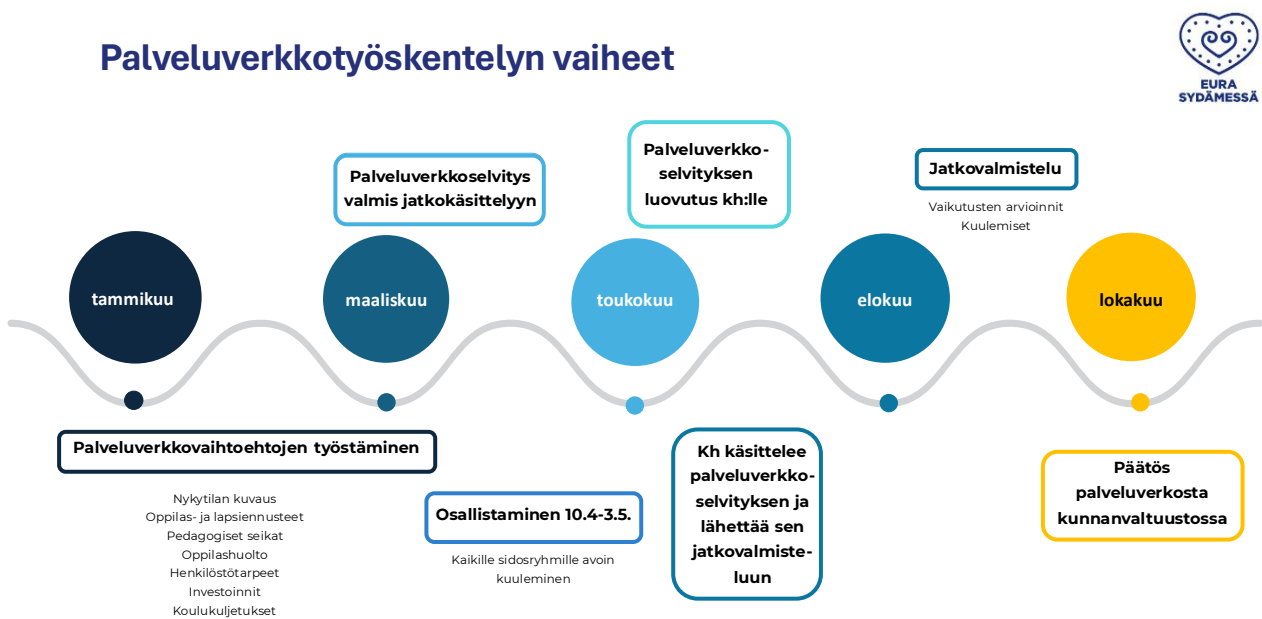 Palveluverkkotyöskentelyn vaiheet
EURA
SYDÄMESSÄ
Palveluverkkoselvitys
valmis jatkokäsittelyyn
Palveluverkko-
selvityksen
luovutus kh:lle
Jatkovalmistelu
Vaikutusten arvioinnit
Kuulemiset
tammikuu
maaliskuu
toukokuu
elokuu
lokakuu
Palveluverkkovaihtoehtojen työstäminen
Nykytilan kuvaus
Oppilas- ja lapsiennusteet
Pedagogiset seikat
Oppilashuolto
Henkilöstötarpeet
Investoinnit
Koulukuljetukset
Osallistaminen 10.4-3.5.
Kaikille sidosryhmille avoin
kuuleminen
Kh käsittelee
palveluverkko-
selvityksen ja
lähettää sen
jatkovalmiste-
luun
Päätös
palveluverkosta
kunnanvaltuustossa